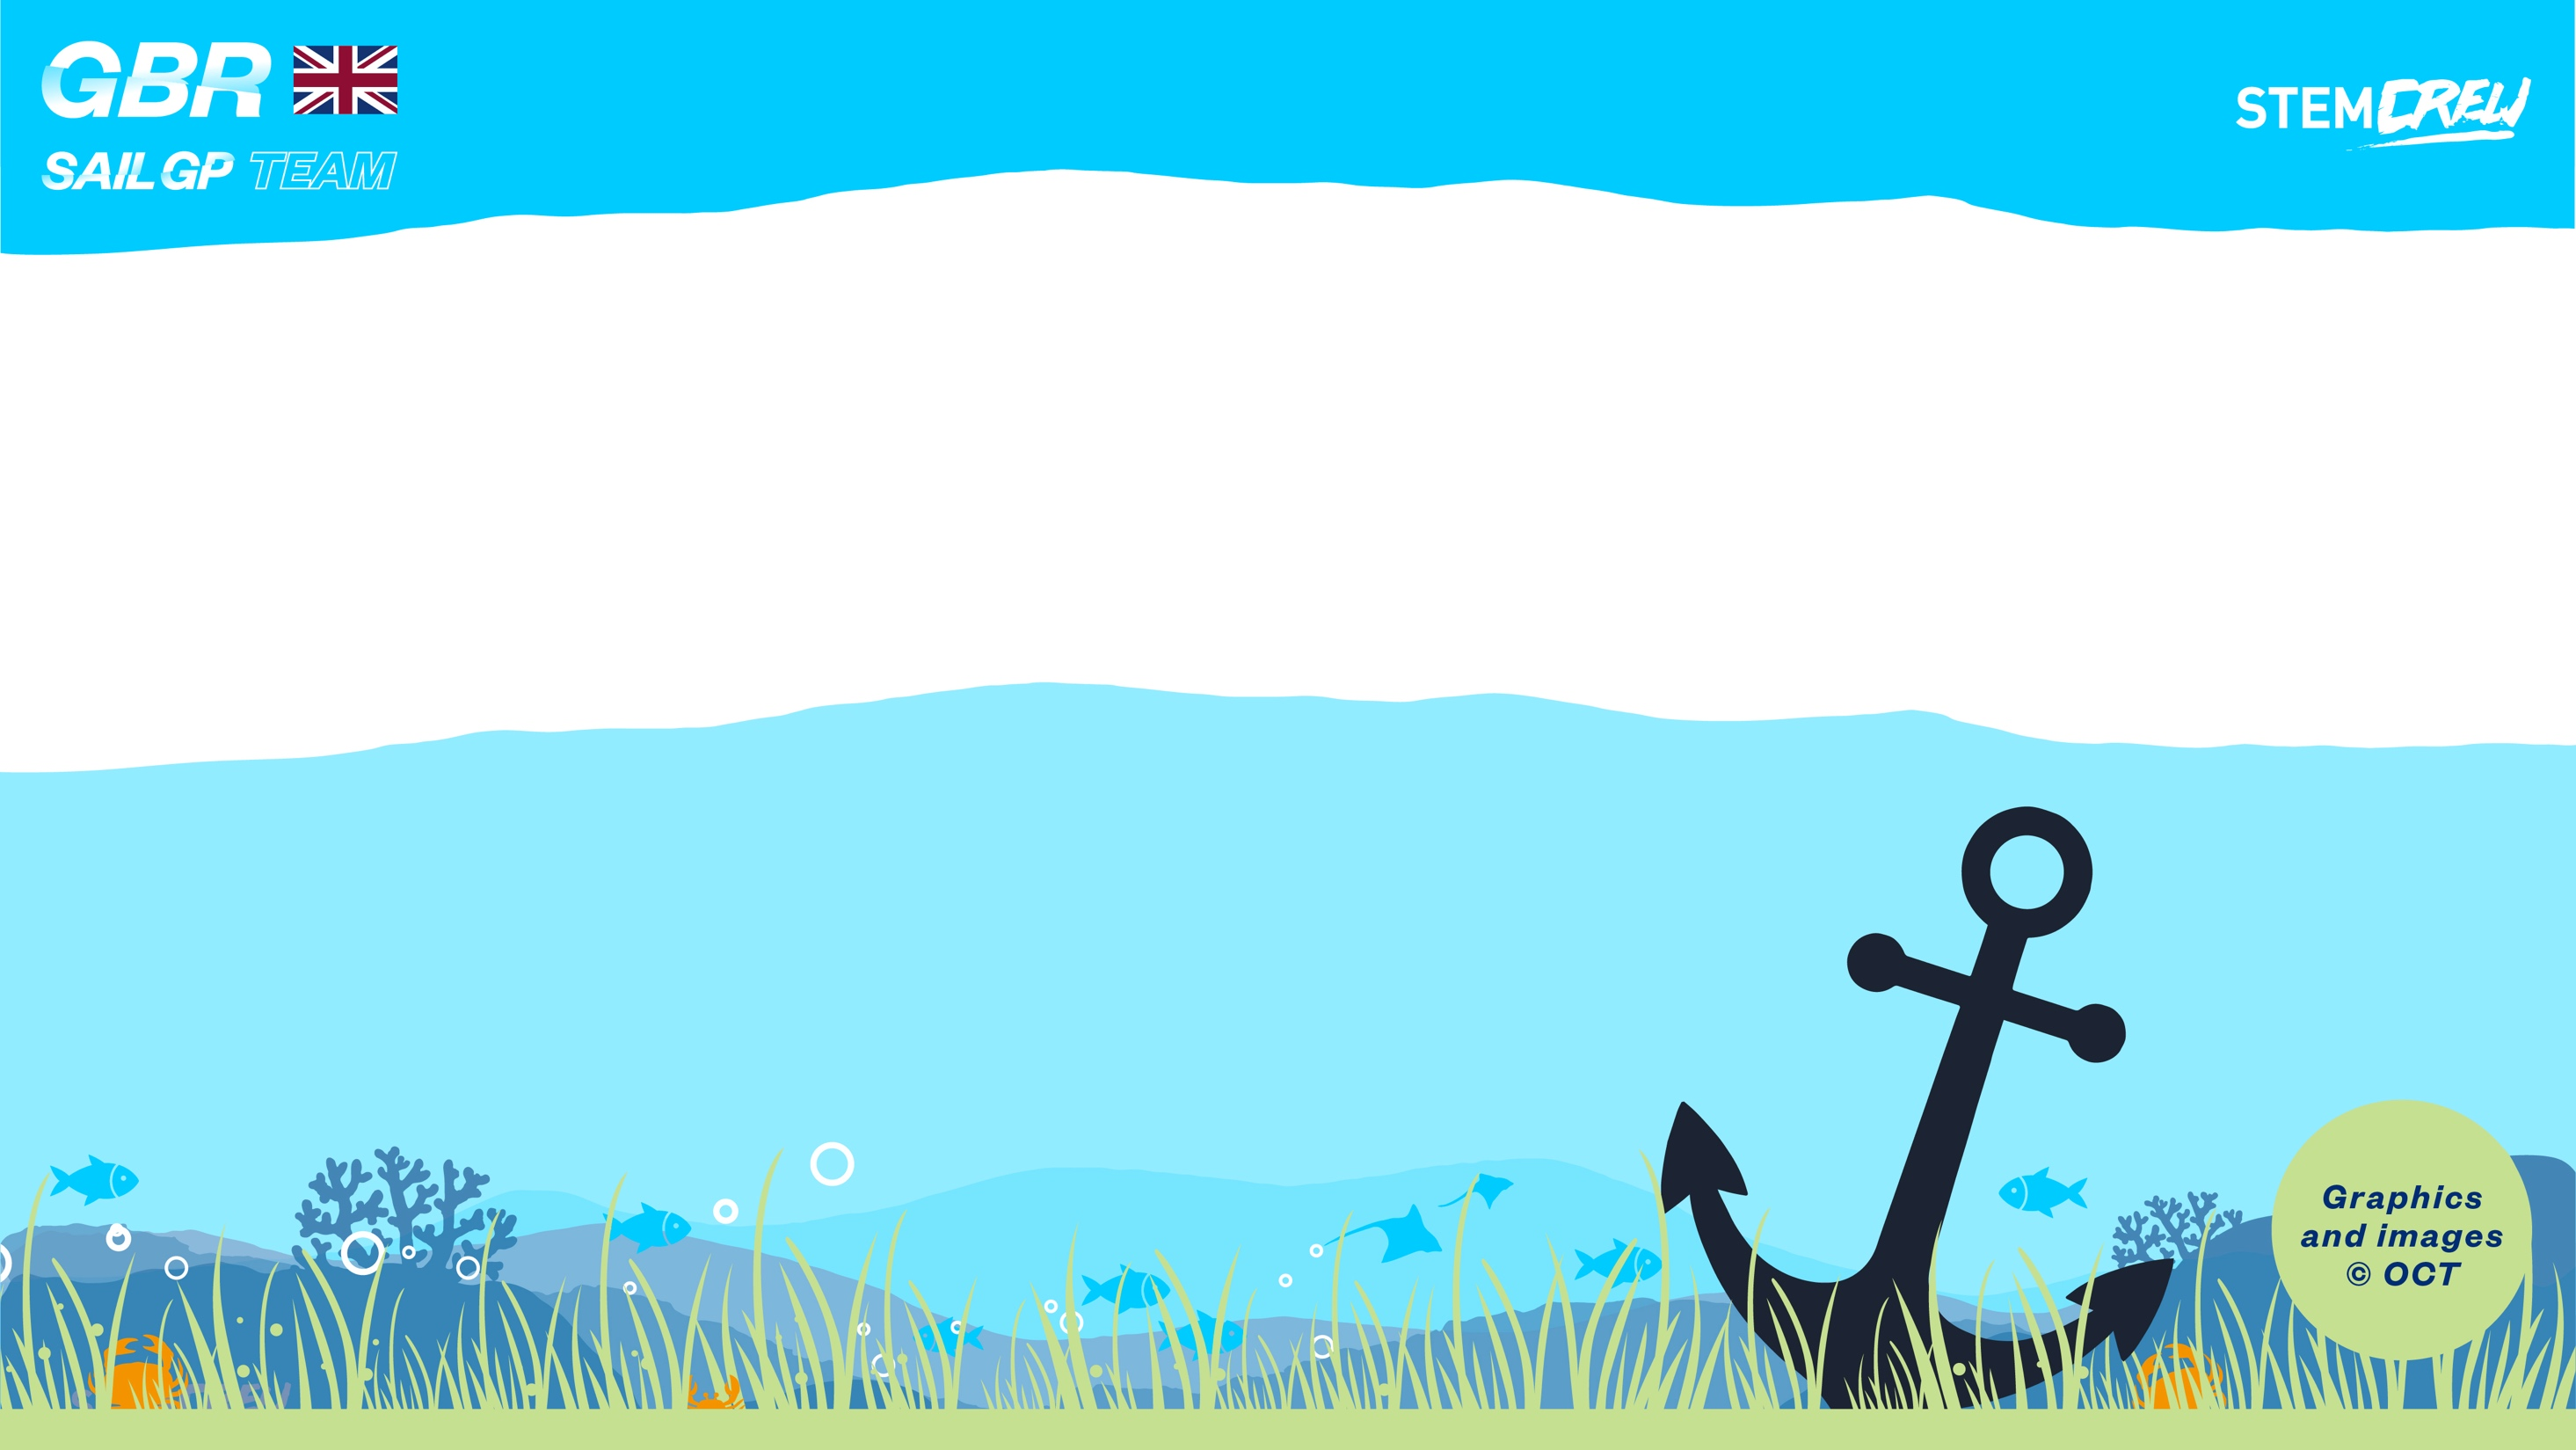 GBR
SAIL GP TEAM
STEMCREW
Graphics
and images
© OCT